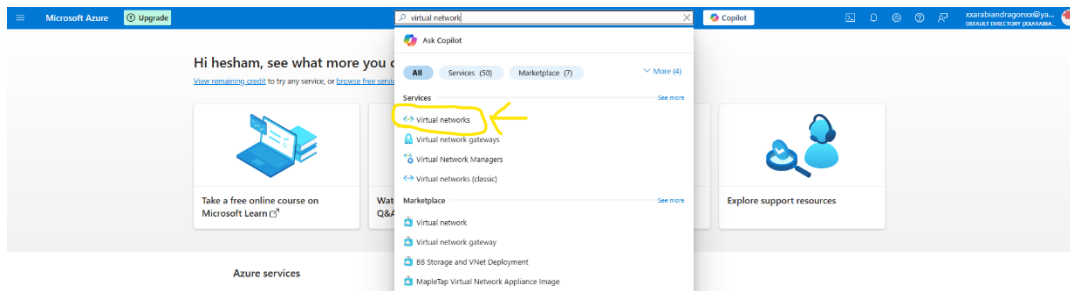 Microsoft Azure
Upgrade
virtual network
Copilot
xxarabiandragonxx@ya...
Ask Copilot
Hi hesham, see what more you c
View remaining credit to try any service, or browse free servi
All
Services (50)
Marketplace (7)
More (4)
Services
See more
Virtual networks
Virtual network gateways
Virtual Network Managers
Virtual networks (classic)
Marketplace
See more
Virtual network
Virtual network gateway
BB Storage and VNet Deployment
MapleTap Virtual Network Appliance Image
Take a free online course on
Microsoft Learn
Wat
Q&A
Explore support resources
Azure services